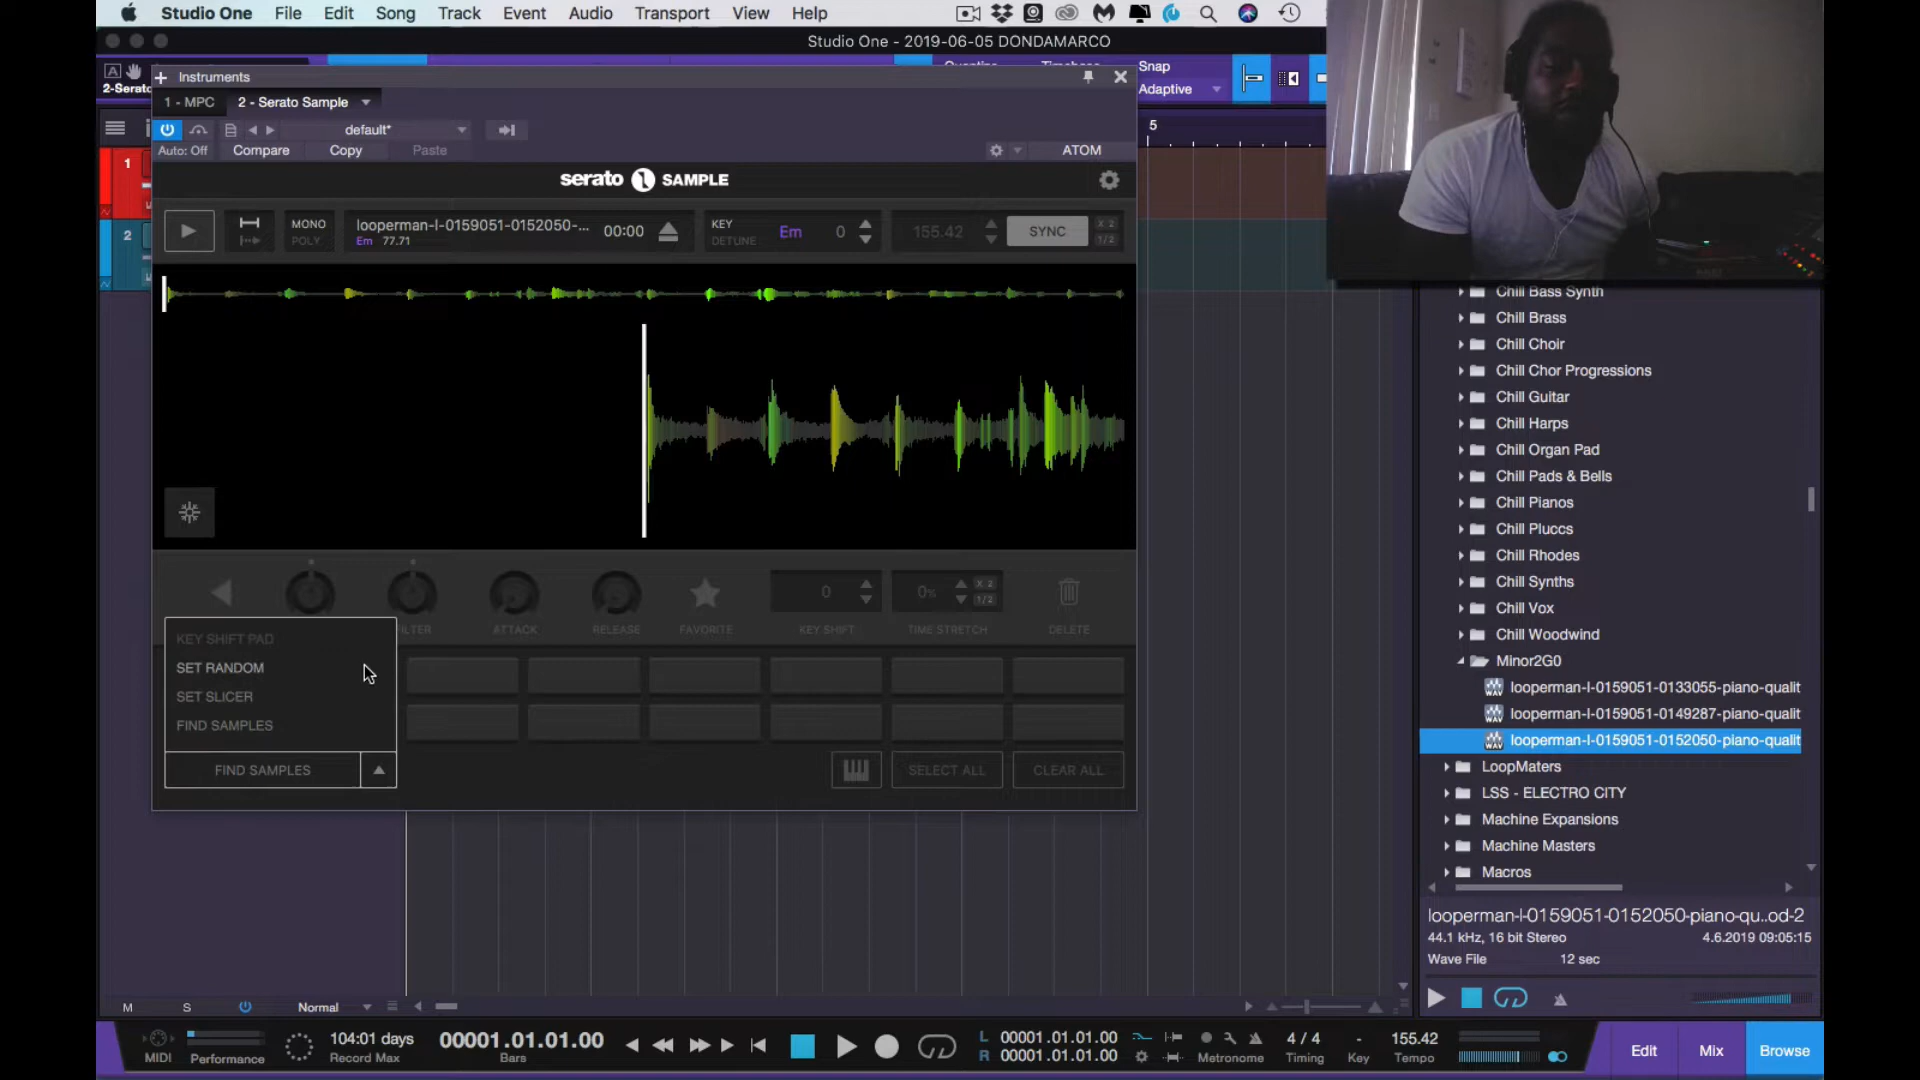 Studio One File Edit Song Track Event Audio Transport View Help
Studio One - 2019-06-05 DONDAMARCO
Instruments
Snap
Adaptive
1 - MPC 2 - Serato Sample
default*
Auto: Off Compare Copy Paste ATOM
5
1
2
serato SAMPLE
MONO
POLY
looperman-l-0159051-0152050-... 00:00
Em 77.71
KEY
DETUNE
Em 0
155.42 SYNC X 2
1/2
0 0% X 2
1/2
ATTACK RELEASE FAVORITE KEY SHIFT TIME STRETCH DELETE
KEY SHIFT PAD
SET RANDOM
SET SLICER
FIND SAMPLES
FIND SAMPLES
SELECT ALL CLEAR ALL
Chill Bass Synth
Chill Brass
Chill Choir
Chill Chor Progressions
Chill Guitar
Chill Harps
Chill Organ Pad
Chill Pads & Bells
Chill Pianos
Chill Pluccs
Chill Rhodes
Chill Synths
Chill Vox
Chill Woodwind
Minor2G0
looperman-l-0159051-0133055-piano-qualit
looperman-l-0159051-0149287-piano-qualit
looperman-l-0159051-0152050-piano-qualit
LoopMaters
LSS - ELECTRO CITY
Machine Expansions
Machine Masters
Macros
looperman-l-0159051-0152050-piano-qu..od-2
44.1 kHz, 16 bit Stereo 4.6.2019 09:05:15
Wave File 12 sec
M S Normal
MIDI Performance
104:01 days
Record Max
00001.01.01.00
Bars
L 00001.01.01.00
R 00001.01.01.00
Metronome
4 / 4
Timing
-
Key
155.42
Tempo
Edit Mix Browse